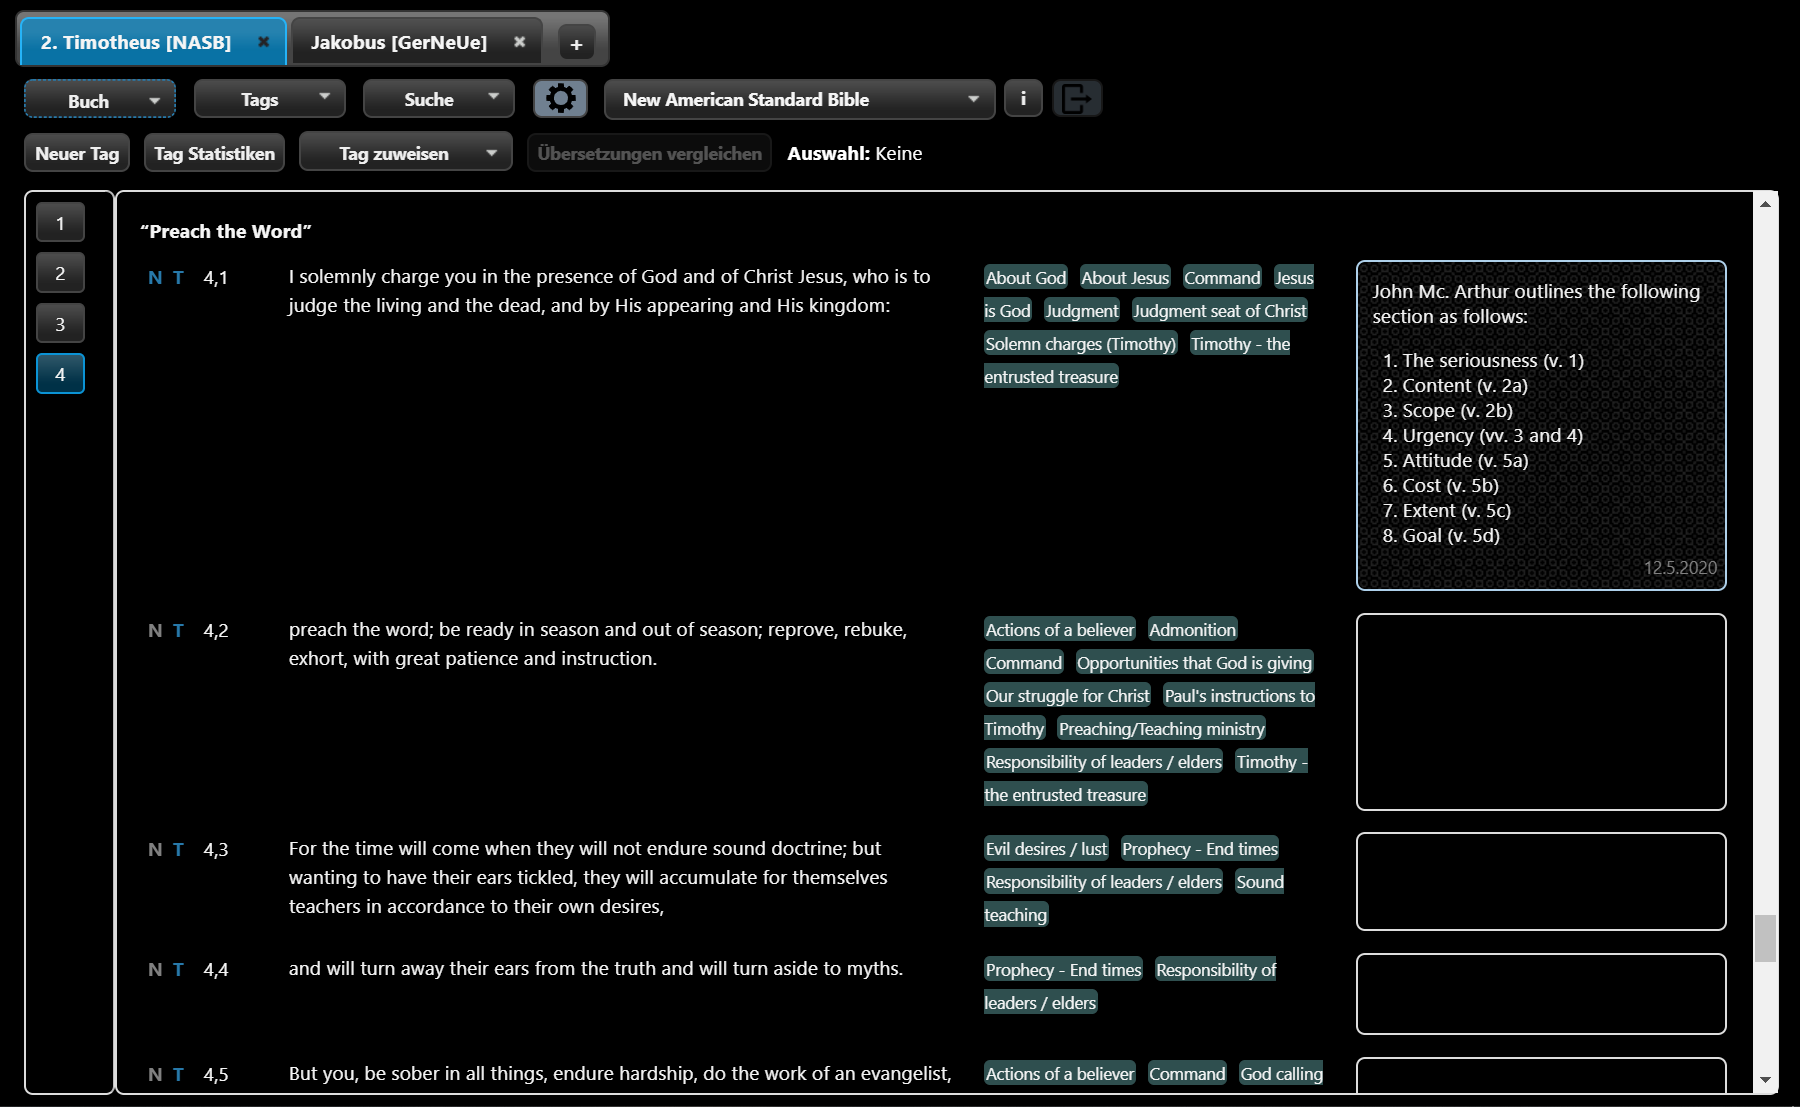 2. Timotheus [NASB] Jakobus [GerNeUe] +
Buch Tags Suche New American Standard Bible i
Neuer Tag Tag Statistiken Tag zuweisen Übersetzungen vergleichen Auswahl: Keine
1
2
3
4
“Preach the Word”
N T 4,1
I solemnly charge you in the presence of God and of Christ Jesus, who is to
judge the living and the dead, and by His appearing and His kingdom:
About God About Jesus Command Jesus
is God Judgment Judgment seat of Christ
Solemn charges (Timothy) Timothy - the
entrusted treasure
John Mc. Arthur outlines the following
section as follows:
1. The seriousness (v. 1)
2. Content (v. 2a)
3. Scope (v. 2b)
4. Urgency (vv. 3 and 4)
5. Attitude (v. 5a)
6. Cost (v. 5b)
7. Extent (v. 5c)
8. Goal (v. 5d)
12.5.2020
N T 4,2
preach the word; be ready in season and out of season; reprove, rebuke,
exhort, with great patience and instruction.
Actions of a believer Admonition
Command Opportunities that God is giving
Our struggle for Christ Paul's instructions to
Timothy Preaching/Teaching ministry
Responsibility of leaders / elders Timothy -
the entrusted treasure
N T 4,3
For the time will come when they will not endure sound doctrine; but
wanting to have their ears tickled, they will accumulate for themselves
teachers in accordance to their own desires,
Evil desires / lust Prophecy - End times
Responsibility of leaders / elders Sound
teaching
N T 4,4
and will turn away their ears from the truth and will turn aside to myths.
Prophecy - End times Responsibility of
leaders / elders
N T 4,5
But you, be sober in all things, endure hardship, do the work of an evangelist,
Actions of a believer Command God calling